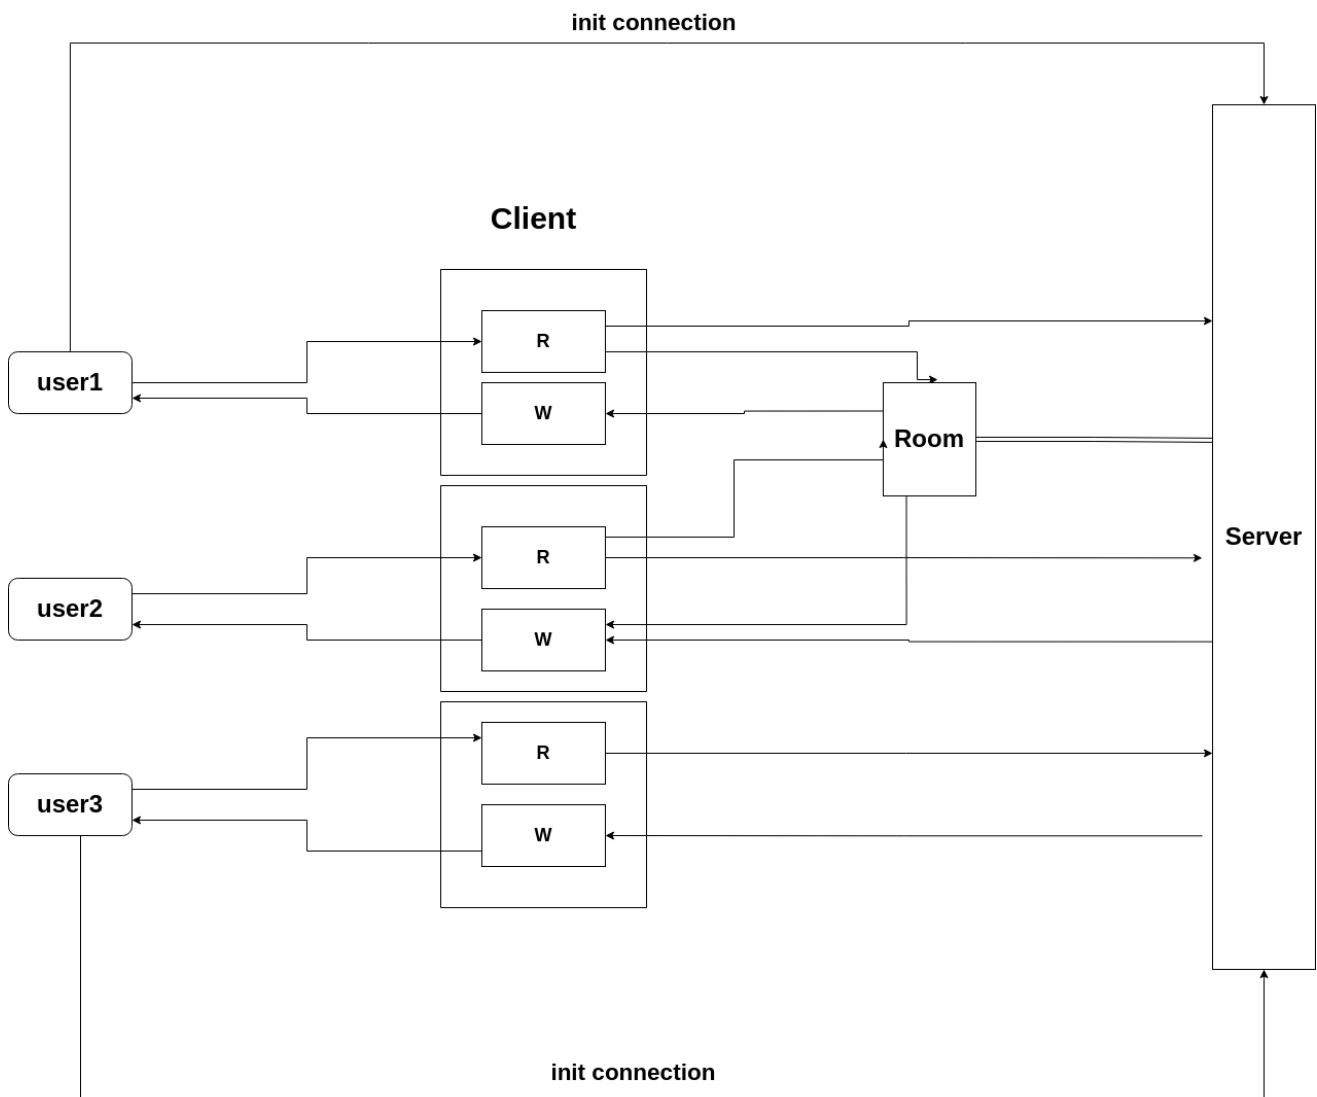 init connection
Client
R
user1
W
Room
Server
R
user2
W
R
user3
W
init connection